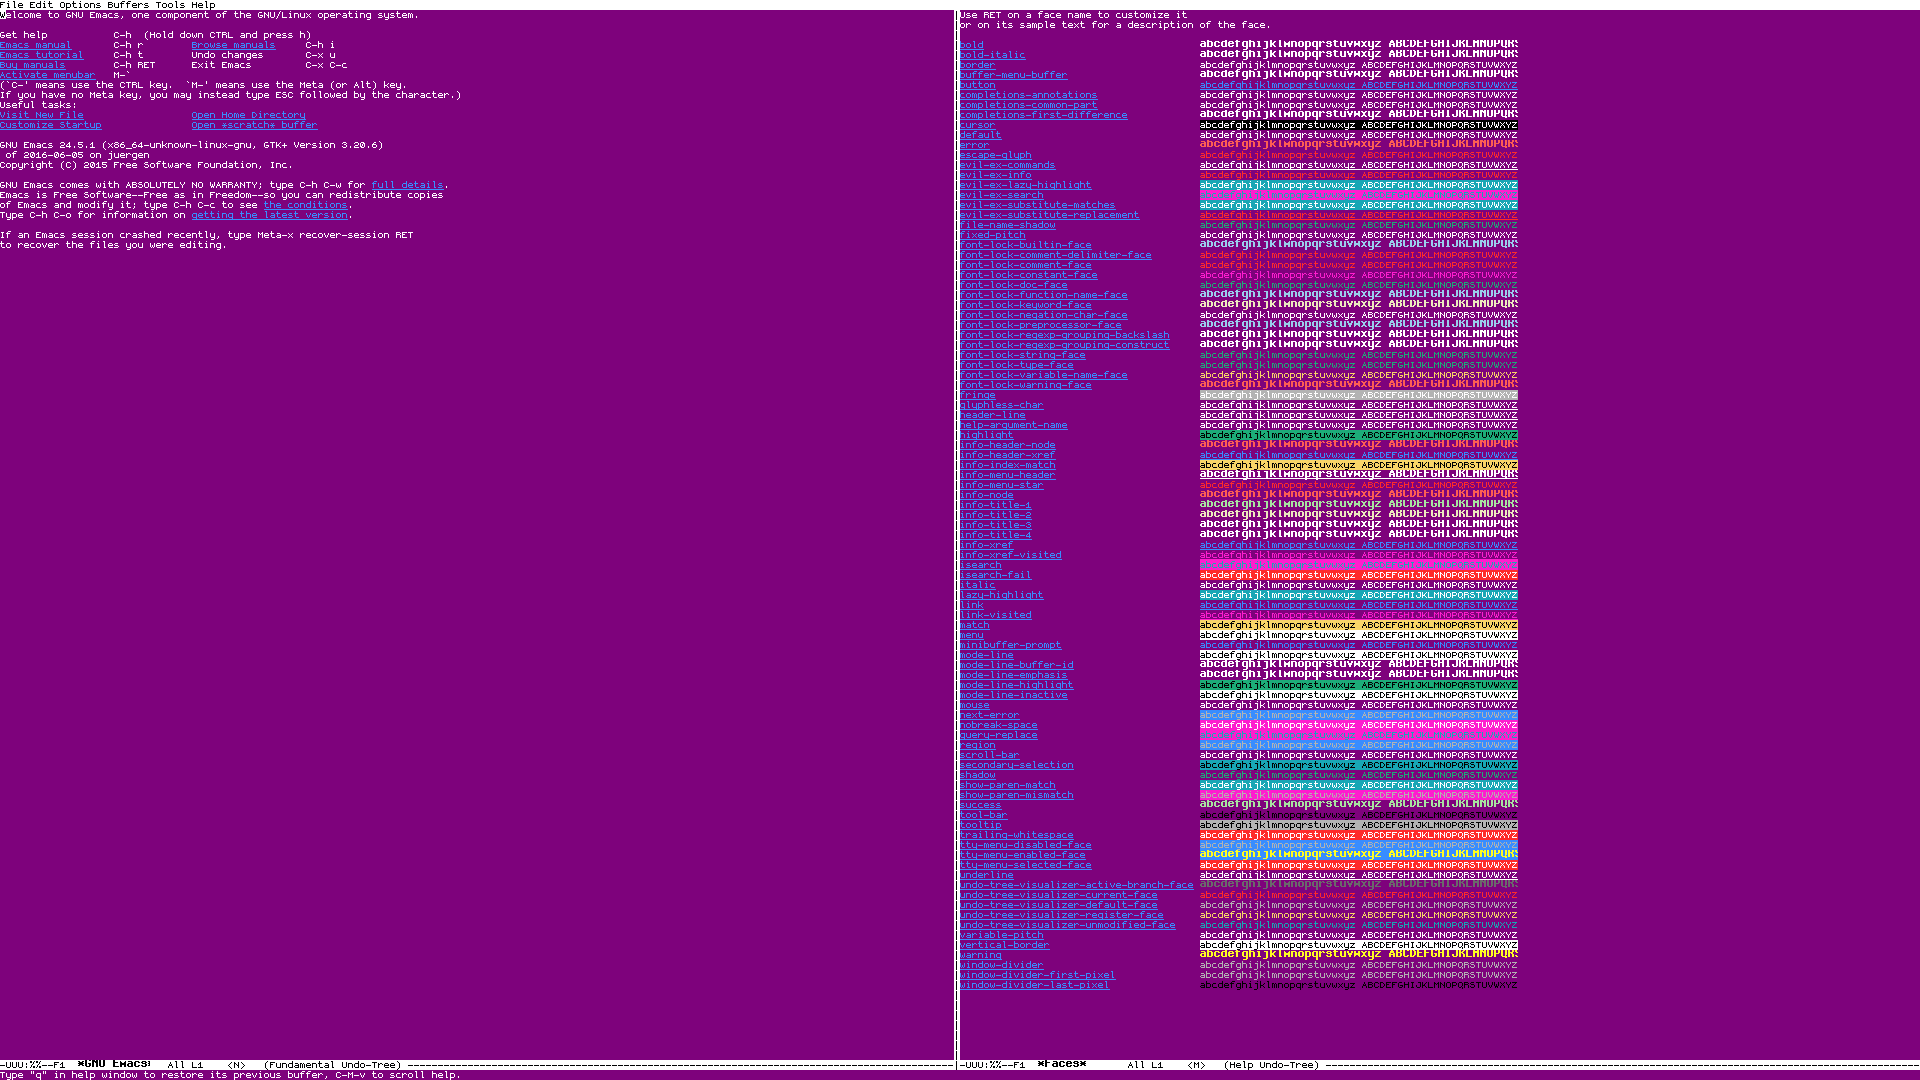 File Edit Options Buffers Tools Help
Welcome to GNU Emacs, one component of the GNU/Linux operating system.
Get help C-h (Hold down CTRL and press h)
Emacs manual C-h r Browse manuals C-h i
Emacs tutorial C-h t Undo changes C-x u
Buy manuals C-h RET Exit Emacs C-x C-c
Activate menubar M-`
(`C-' means use the CTRL key. `M-' means use the Meta (or Alt) key.
If you have no Meta key, you may instead type ESC followed by the character.)
Useful tasks:
Visit New File Open Home Directory
Customize Startup Open *scratch* buffer
GNU Emacs 24.5.1 (x86_64-unknown-linux-gnu, GTK+ Version 3.20.6)
of 2016-06-05 on juergen
Copyright (C) 2015 Free Software Foundation, Inc.
GNU Emacs comes with ABSOLUTELY NO WARRANTY; type C-h C-w for full details.
Emacs is Free Software--Free as in Freedom--so you can redistribute copies
of Emacs and modify it; type C-h C-c to see the conditions.
Type C-h C-o for information on getting the latest version.
If an Emacs session crashed recently, type Meta-x recover-session RET
to recover the files you were editing.
-UUU:%%--F1 *GNU Emacs* All L1 <N> (Fundamental Undo-Tree)
Use RET on a face name to customize it
or on its sample text for a description of the face.
bold abcdefghijklmnopqrstuvwxyz ABCDEFGHIJKLMNOPQRS
bold-italic abcdefghijklmnopqrstuvwxyz ABCDEFGHIJKLMNOPQRS
border abcdefghijklmnopqrstuvwxyz ABCDEFGHIJKLMNOPQRSTUVWXYZ
buffer-menu-buffer abcdefghijklmnopqrstuvwxyz ABCDEFGHIJKLMNOPQRS
button abcdefghijklmnopqrstuvwxyz ABCDEFGHIJKLMNOPQRSTUVWXYZ
completions-annotations abcdefghijklmnopqrstuvwxyz ABCDEFGHIJKLMNOPQRSTUVWXYZ
completions-common-part abcdefghijklmnopqrstuvwxyz ABCDEFGHIJKLMNOPQRSTUVWXYZ
completions-first-difference abcdefghijklmnopqrstuvwxyz ABCDEFGHIJKLMNOPQRS
cursor abcdefghijklmnopqrstuvwxyz ABCDEFGHIJKLMNOPQRSTUVWXYZ
default abcdefghijklmnopqrstuvwxyz ABCDEFGHIJKLMNOPQRSTUVWXYZ
error abcdefghijklmnopqrstuvwxyz ABCDEFGHIJKLMNOPQRS
escape-glyph abcdefghijklmnopqrstuvwxyz ABCDEFGHIJKLMNOPQRSTUVWXYZ
evil-ex-commands abcdefghijklmnopqrstuvwxyz ABCDEFGHIJKLMNOPQRSTUVWXYZ
evil-ex-info abcdefghijklmnopqrstuvwxyz ABCDEFGHIJKLMNOPQRSTUVWXYZ
evil-ex-lazy-highlight abcdefghijklmnopqrstuvwxyz ABCDEFGHIJKLMNOPQRSTUVWXYZ
evil-ex-search abcdefghijklmnopqrstuvwxyz ABCDEFGHIJKLMNOPQRSTUVWXYZ
evil-ex-substitute-matches abcdefghijklmnopqrstuvwxyz ABCDEFGHIJKLMNOPQRSTUVWXYZ
evil-ex-substitute-replacement abcdefghijklmnopqrstuvwxyz ABCDEFGHIJKLMNOPQRSTUVWXYZ
file-name-shadow abcdefghijklmnopqrstuvwxyz ABCDEFGHIJKLMNOPQRSTUVWXYZ
fixed-pitch abcdefghijklmnopqrstuvwxyz ABCDEFGHIJKLMNOPQRSTUVWXYZ
font-lock-builtin-face abcdefghijklmnopqrstuvwxyz ABCDEFGHIJKLMNOPQRS
font-lock-comment-delimiter-face abcdefghijklmnopqrstuvwxyz ABCDEFGHIJKLMNOPQRSTUVWXYZ
font-lock-comment-face abcdefghijklmnopqrstuvwxyz ABCDEFGHIJKLMNOPQRSTUVWXYZ
font-lock-constant-face abcdefghijklmnopqrstuvwxyz ABCDEFGHIJKLMNOPQRSTUVWXYZ
font-lock-doc-face abcdefghijklmnopqrstuvwxyz ABCDEFGHIJKLMNOPQRSTUVWXYZ
font-lock-function-name-face abcdefghijklmnopqrstuvwxyz ABCDEFGHIJKLMNOPQRS
font-lock-keyword-face abcdefghijklmnopqrstuvwxyz ABCDEFGHIJKLMNOPQRS
font-lock-negation-char-face abcdefghijklmnopqrstuvwxyz ABCDEFGHIJKLMNOPQRSTUVWXYZ
font-lock-preprocessor-face abcdefghijklmnopqrstuvwxyz ABCDEFGHIJKLMNOPQRS
font-lock-regexp-grouping-backslash abcdefghijklmnopqrstuvwxyz ABCDEFGHIJKLMNOPQRS
font-lock-regexp-grouping-construct abcdefghijklmnopqrstuvwxyz ABCDEFGHIJKLMNOPQRS
font-lock-string-face abcdefghijklmnopqrstuvwxyz ABCDEFGHIJKLMNOPQRSTUVWXYZ
font-lock-type-face abcdefghijklmnopqrstuvwxyz ABCDEFGHIJKLMNOPQRSTUVWXYZ
font-lock-variable-name-face abcdefghijklmnopqrstuvwxyz ABCDEFGHIJKLMNOPQRSTUVWXYZ
font-lock-warning-face abcdefghijklmnopqrstuvwxyz ABCDEFGHIJKLMNOPQRS
fringe abcdefghijklmnopqrstuvwxyz ABCDEFGHIJKLMNOPQRSTUVWXYZ
glyphless-char abcdefghijklmnopqrstuvwxyz ABCDEFGHIJKLMNOPQRSTUVWXYZ
header-line abcdefghijklmnopqrstuvwxyz ABCDEFGHIJKLMNOPQRSTUVWXYZ
help-argument-name abcdefghijklmnopqrstuvwxyz ABCDEFGHIJKLMNOPQRSTUVWXYZ
highlight abcdefghijklmnopqrstuvwxyz ABCDEFGHIJKLMNOPQRSTUVWXYZ
info-header-node abcdefghijklmnopqrstuvwxyz ABCDEFGHIJKLMNOPQRS
info-header-xref abcdefghijklmnopqrstuvwxyz ABCDEFGHIJKLMNOPQRSTUVWXYZ
info-index-match abcdefghijklmnopqrstuvwxyz ABCDEFGHIJKLMNOPQRSTUVWXYZ
info-menu-header abcdefghijklmnopqrstuvwxyz ABCDEFGHIJKLMNOPQRS
info-menu-star abcdefghijklmnopqrstuvwxyz ABCDEFGHIJKLMNOPQRSTUVWXYZ
info-node abcdefghijklmnopqrstuvwxyz ABCDEFGHIJKLMNOPQRS
info-title-1 abcdefghijklmnopqrstuvwxyz ABCDEFGHIJKLMNOPQRS
info-title-2 abcdefghijklmnopqrstuvwxyz ABCDEFGHIJKLMNOPQRS
info-title-3 abcdefghijklmnopqrstuvwxyz ABCDEFGHIJKLMNOPQRS
info-title-4 abcdefghijklmnopqrstuvwxyz ABCDEFGHIJKLMNOPQRS
info-xref abcdefghijklmnopqrstuvwxyz ABCDEFGHIJKLMNOPQRSTUVWXYZ
info-xref-visited abcdefghijklmnopqrstuvwxyz ABCDEFGHIJKLMNOPQRSTUVWXYZ
isearch abcdefghijklmnopqrstuvwxyz ABCDEFGHIJKLMNOPQRSTUVWXYZ
isearch-fail abcdefghijklmnopqrstuvwxyz ABCDEFGHIJKLMNOPQRSTUVWXYZ
italic abcdefghijklmnopqrstuvwxyz ABCDEFGHIJKLMNOPQRSTUVWXYZ
lazy-highlight abcdefghijklmnopqrstuvwxyz ABCDEFGHIJKLMNOPQRSTUVWXYZ
link abcdefghijklmnopqrstuvwxyz ABCDEFGHIJKLMNOPQRSTUVWXYZ
link-visited abcdefghijklmnopqrstuvwxyz ABCDEFGHIJKLMNOPQRSTUVWXYZ
match abcdefghijklmnopqrstuvwxyz ABCDEFGHIJKLMNOPQRSTUVWXYZ
menu abcdefghijklmnopqrstuvwxyz ABCDEFGHIJKLMNOPQRSTUVWXYZ
minibuffer-prompt abcdefghijklmnopqrstuvwxyz ABCDEFGHIJKLMNOPQRSTUVWXYZ
mode-line abcdefghijklmnopqrstuvwxyz ABCDEFGHIJKLMNOPQRSTUVWXYZ
mode-line-buffer-id abcdefghijklmnopqrstuvwxyz ABCDEFGHIJKLMNOPQRS
mode-line-emphasis abcdefghijklmnopqrstuvwxyz ABCDEFGHIJKLMNOPQRS
mode-line-highlight abcdefghijklmnopqrstuvwxyz ABCDEFGHIJKLMNOPQRSTUVWXYZ
mode-line-inactive abcdefghijklmnopqrstuvwxyz ABCDEFGHIJKLMNOPQRSTUVWXYZ
mouse abcdefghijklmnopqrstuvwxyz ABCDEFGHIJKLMNOPQRSTUVWXYZ
next-error abcdefghijklmnopqrstuvwxyz ABCDEFGHIJKLMNOPQRSTUVWXYZ
nobreak-space abcdefghijklmnopqrstuvwxyz ABCDEFGHIJKLMNOPQRSTUVWXYZ
query-replace abcdefghijklmnopqrstuvwxyz ABCDEFGHIJKLMNOPQRSTUVWXYZ
region abcdefghijklmnopqrstuvwxyz ABCDEFGHIJKLMNOPQRSTUVWXYZ
scroll-bar abcdefghijklmnopqrstuvwxyz ABCDEFGHIJKLMNOPQRSTUVWXYZ
secondary-selection abcdefghijklmnopqrstuvwxyz ABCDEFGHIJKLMNOPQRSTUVWXYZ
shadow abcdefghijklmnopqrstuvwxyz ABCDEFGHIJKLMNOPQRSTUVWXYZ
show-paren-match abcdefghijklmnopqrstuvwxyz ABCDEFGHIJKLMNOPQRSTUVWXYZ
show-paren-mismatch abcdefghijklmnopqrstuvwxyz ABCDEFGHIJKLMNOPQRSTUVWXYZ
success abcdefghijklmnopqrstuvwxyz ABCDEFGHIJKLMNOPQRS
tool-bar abcdefghijklmnopqrstuvwxyz ABCDEFGHIJKLMNOPQRSTUVWXYZ
tooltip abcdefghijklmnopqrstuvwxyz ABCDEFGHIJKLMNOPQRSTUVWXYZ
trailing-whitespace abcdefghijklmnopqrstuvwxyz ABCDEFGHIJKLMNOPQRSTUVWXYZ
tty-menu-disabled-face abcdefghijklmnopqrstuvwxyz ABCDEFGHIJKLMNOPQRSTUVWXYZ
tty-menu-enabled-face abcdefghijklmnopqrstuvwxyz ABCDEFGHIJKLMNOPQRS
tty-menu-selected-face abcdefghijklmnopqrstuvwxyz ABCDEFGHIJKLMNOPQRSTUVWXYZ
underline abcdefghijklmnopqrstuvwxyz ABCDEFGHIJKLMNOPQRSTUVWXYZ
undo-tree-visualizer-active-branch-face abcdefghijklmnopqrstuvwxyz ABCDEFGHIJKLMNOPQRS
undo-tree-visualizer-current-face abcdefghijklmnopqrstuvwxyz ABCDEFGHIJKLMNOPQRSTUVWXYZ
undo-tree-visualizer-default-face abcdefghijklmnopqrstuvwxyz ABCDEFGHIJKLMNOPQRSTUVWXYZ
undo-tree-visualizer-register-face abcdefghijklmnopqrstuvwxyz ABCDEFGHIJKLMNOPQRSTUVWXYZ
undo-tree-visualizer-unmodified-face abcdefghijklmnopqrstuvwxyz ABCDEFGHIJKLMNOPQRSTUVWXYZ
variable-pitch abcdefghijklmnopqrstuvwxyz ABCDEFGHIJKLMNOPQRSTUVWXYZ
vertical-border abcdefghijklmnopqrstuvwxyz ABCDEFGHIJKLMNOPQRSTUVWXYZ
warning abcdefghijklmnopqrstuvwxyz ABCDEFGHIJKLMNOPQRS
window-divider abcdefghijklmnopqrstuvwxyz ABCDEFGHIJKLMNOPQRSTUVWXYZ
window-divider-first-pixel abcdefghijklmnopqrstuvwxyz ABCDEFGHIJKLMNOPQRSTUVWXYZ
window-divider-last-pixel abcdefghijklmnopqrstuvwxyz ABCDEFGHIJKLMNOPQRSTUVWXYZ
-UUU:%%--F1 *Faces* All L1 <M> (Help Undo-Tree)
Type "q" in help window to restore its previous buffer, C-M-v to scroll help.